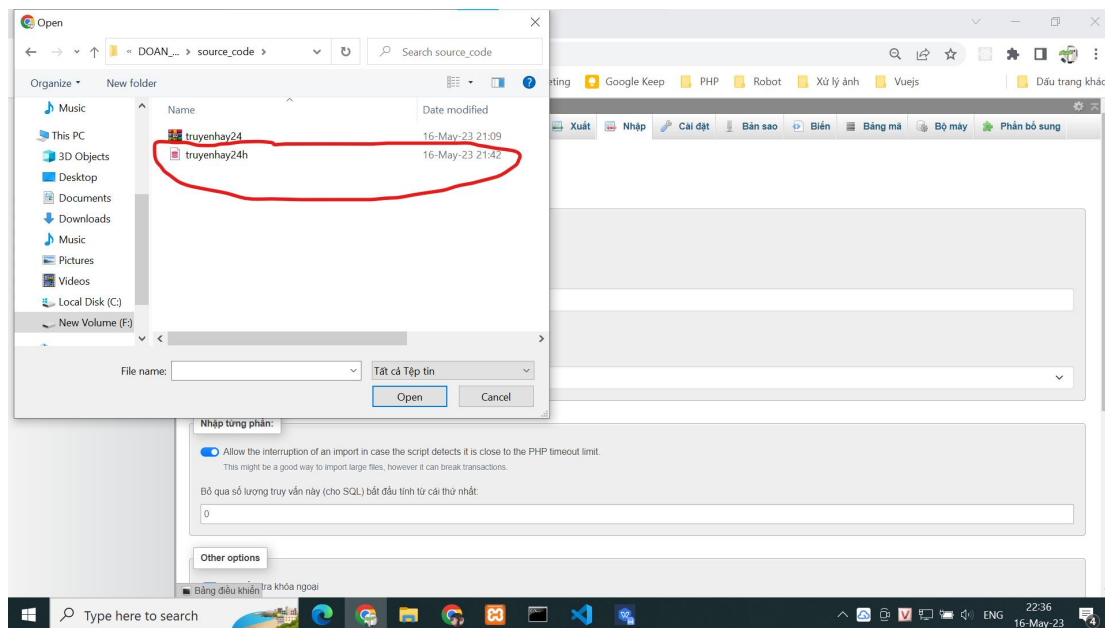 Open
« DOAN_... > source_code >
Search source_code
Organize
New folder
Music
This PC
3D Objects
Desktop
Documents
Downloads
Music
Pictures
Videos
Local Disk (C:)
New Volume (F:)
Name
Date modified
truyenhay24
16-May-23 21:09
truyenhay24h
16-May-23 21:42
File name:
Tất cả Tệp tin
Open
Cancel
eting
Google Keep
PHP
Robot
Xử lý ảnh
Vuejs
Dấu trang khác
Xuất
Nhập
Cài đặt
Bản sao
Biến
Bảng mã
Bộ máy
Phần bổ sung
Nhập từng phần:
Allow the interruption of an import in case the script detects it is close to the PHP timeout limit.
This might be a good way to import large files, however it can break transactions.
Bỏ qua số lượng truy vấn này (cho SQL) bắt đầu tính từ cái thứ nhất:
0
Other options
tra khóa ngoại
Bảng điều khiển
Type here to search
V
ENG
22:36
16-May-23
4